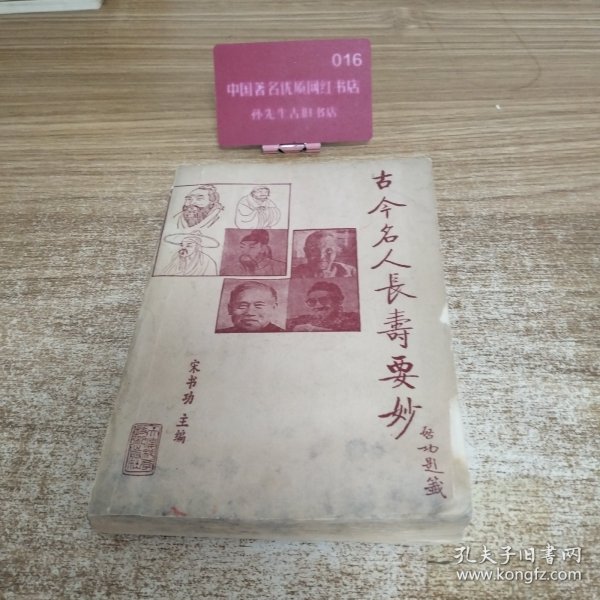 016
中国著名优质网红书店
孙先生古旧书店
古今名人長壽要妙
启功題籤
宋书功 主编
孔夫子旧書网
www.kongfz.com